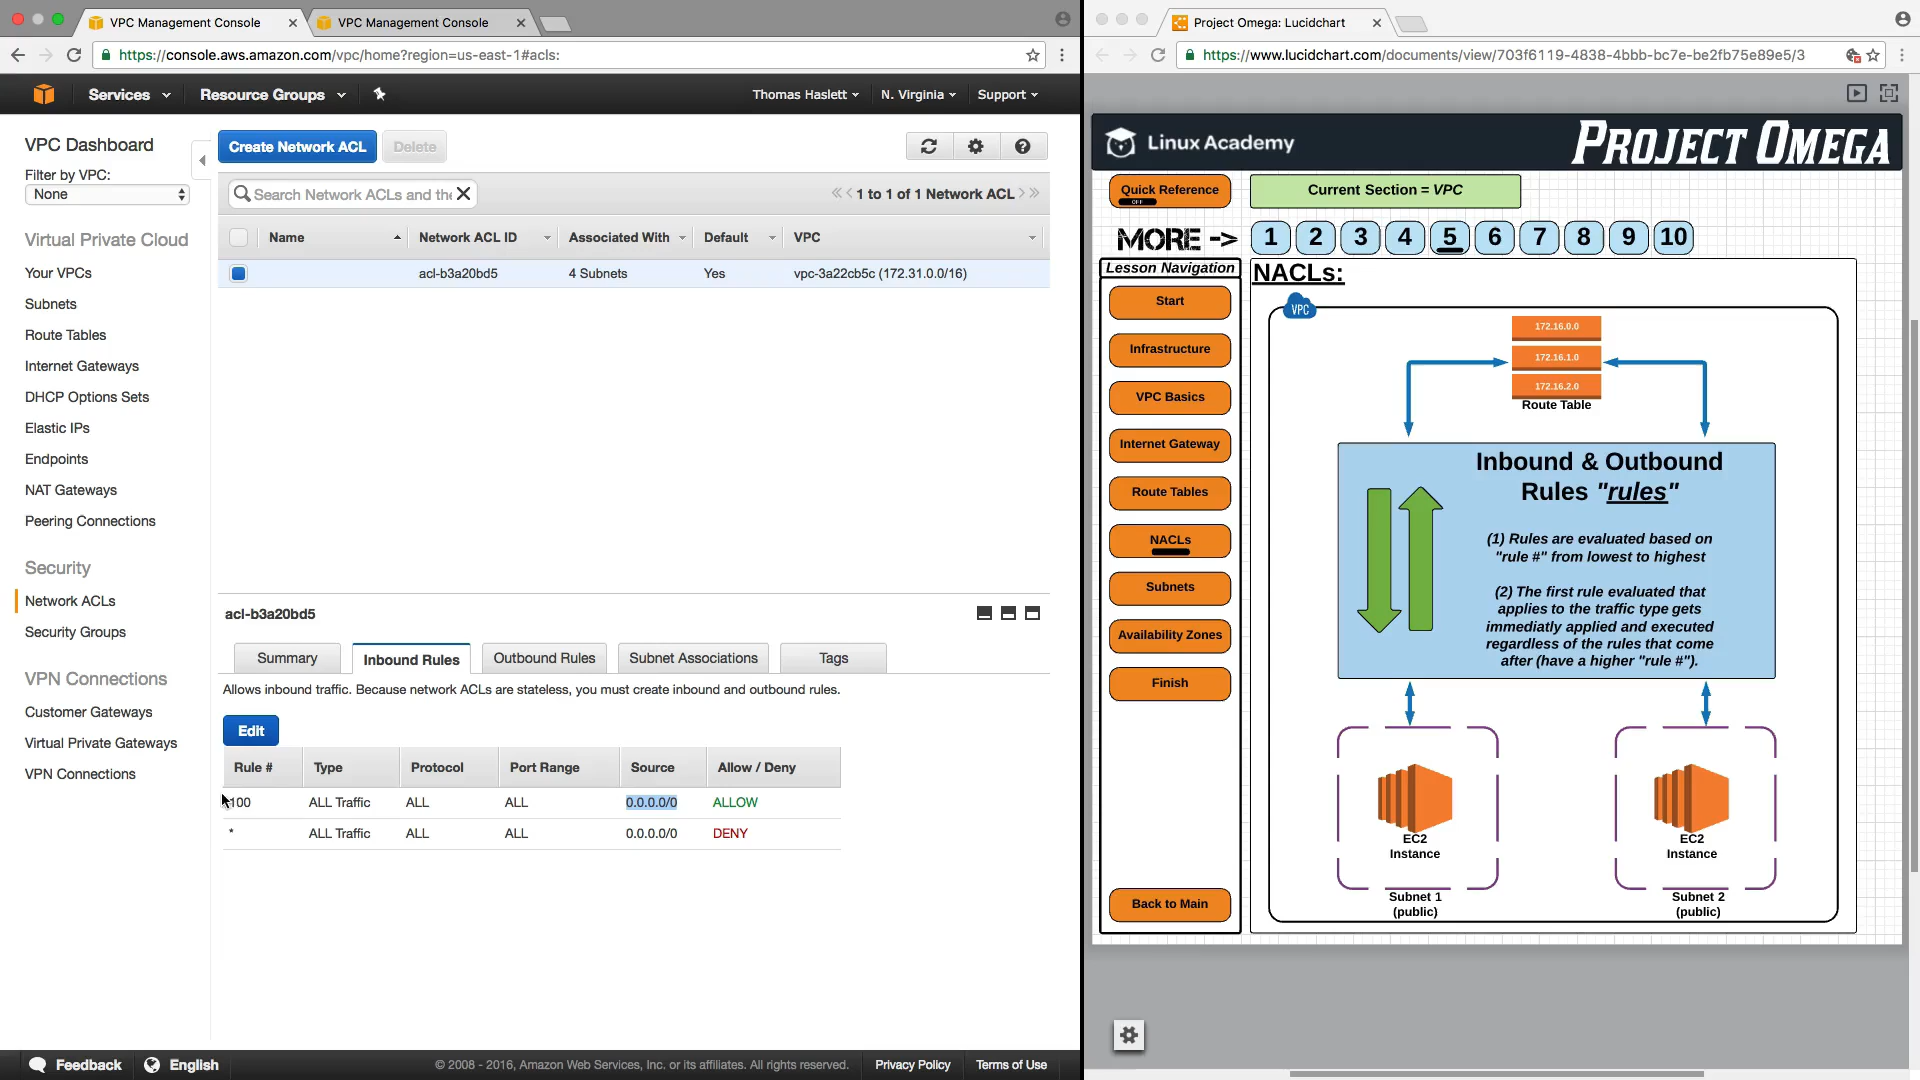 VPC Management Console
VPC Management Console
https://console.aws.amazon.com/vpc/home?region=us-east-1#acls:
Services
Resource Groups
Thomas Haslett
N. Virginia
Support
VPC Dashboard
Filter by VPC:
None
Virtual Private Cloud
Your VPCs
Subnets
Route Tables
Internet Gateways
DHCP Options Sets
Elastic IPs
Endpoints
NAT Gateways
Peering Connections
Security
Network ACLs
Security Groups
VPN Connections
Customer Gateways
Virtual Private Gateways
VPN Connections
Create Network ACL
Delete
Search Network ACLs and the
1 to 1 of 1 Network ACL
Name
Network ACL ID
Associated With
Default
VPC
acl-b3a20bd5
4 Subnets
Yes
vpc-3a22cb5c (172.31.0.0/16)
acl-b3a20bd5
Summary
Inbound Rules
Outbound Rules
Subnet Associations
Tags
Allows inbound traffic. Because network ACLs are stateless, you must create inbound and outbound rules.
Edit
Rule #
Type
Protocol
Port Range
Source
Allow / Deny
100
ALL Traffic
ALL
ALL
0.0.0.0/0
ALLOW
*
ALL Traffic
ALL
ALL
0.0.0.0/0
DENY
Feedback
English
© 2008 - 2016, Amazon Web Services, Inc. or its affiliates. All rights reserved.
Privacy Policy
Terms of Use
Project Omega: Lucidchart
https://www.lucidchart.com/documents/view/703f6119-4838-4bbb-bc7e-be2fb75e89e5/3
Linux Academy
PROJECT OMEGA
Quick Reference
OFF
Current Section = VPC
MORE ->
1
2
3
4
5
6
7
8
9
10
Lesson Navigation
Start
Infrastructure
VPC Basics
Internet Gateway
Route Tables
NACLs
Subnets
Availability Zones
Finish
Back to Main
NACLs:
VPC
172.16.0.0
172.16.1.0
172.16.2.0
Route Table
Inbound & Outbound
Rules "rules"
(1) Rules are evaluated based on
"rule #" from lowest to highest
(2) The first rule evaluated that
applies to the traffic type gets
immediatly applied and executed
regardless of the rules that come
after (have a higher "rule #").
EC2
Instance
Subnet 1
(public)
EC2
Instance
Subnet 2
(public)